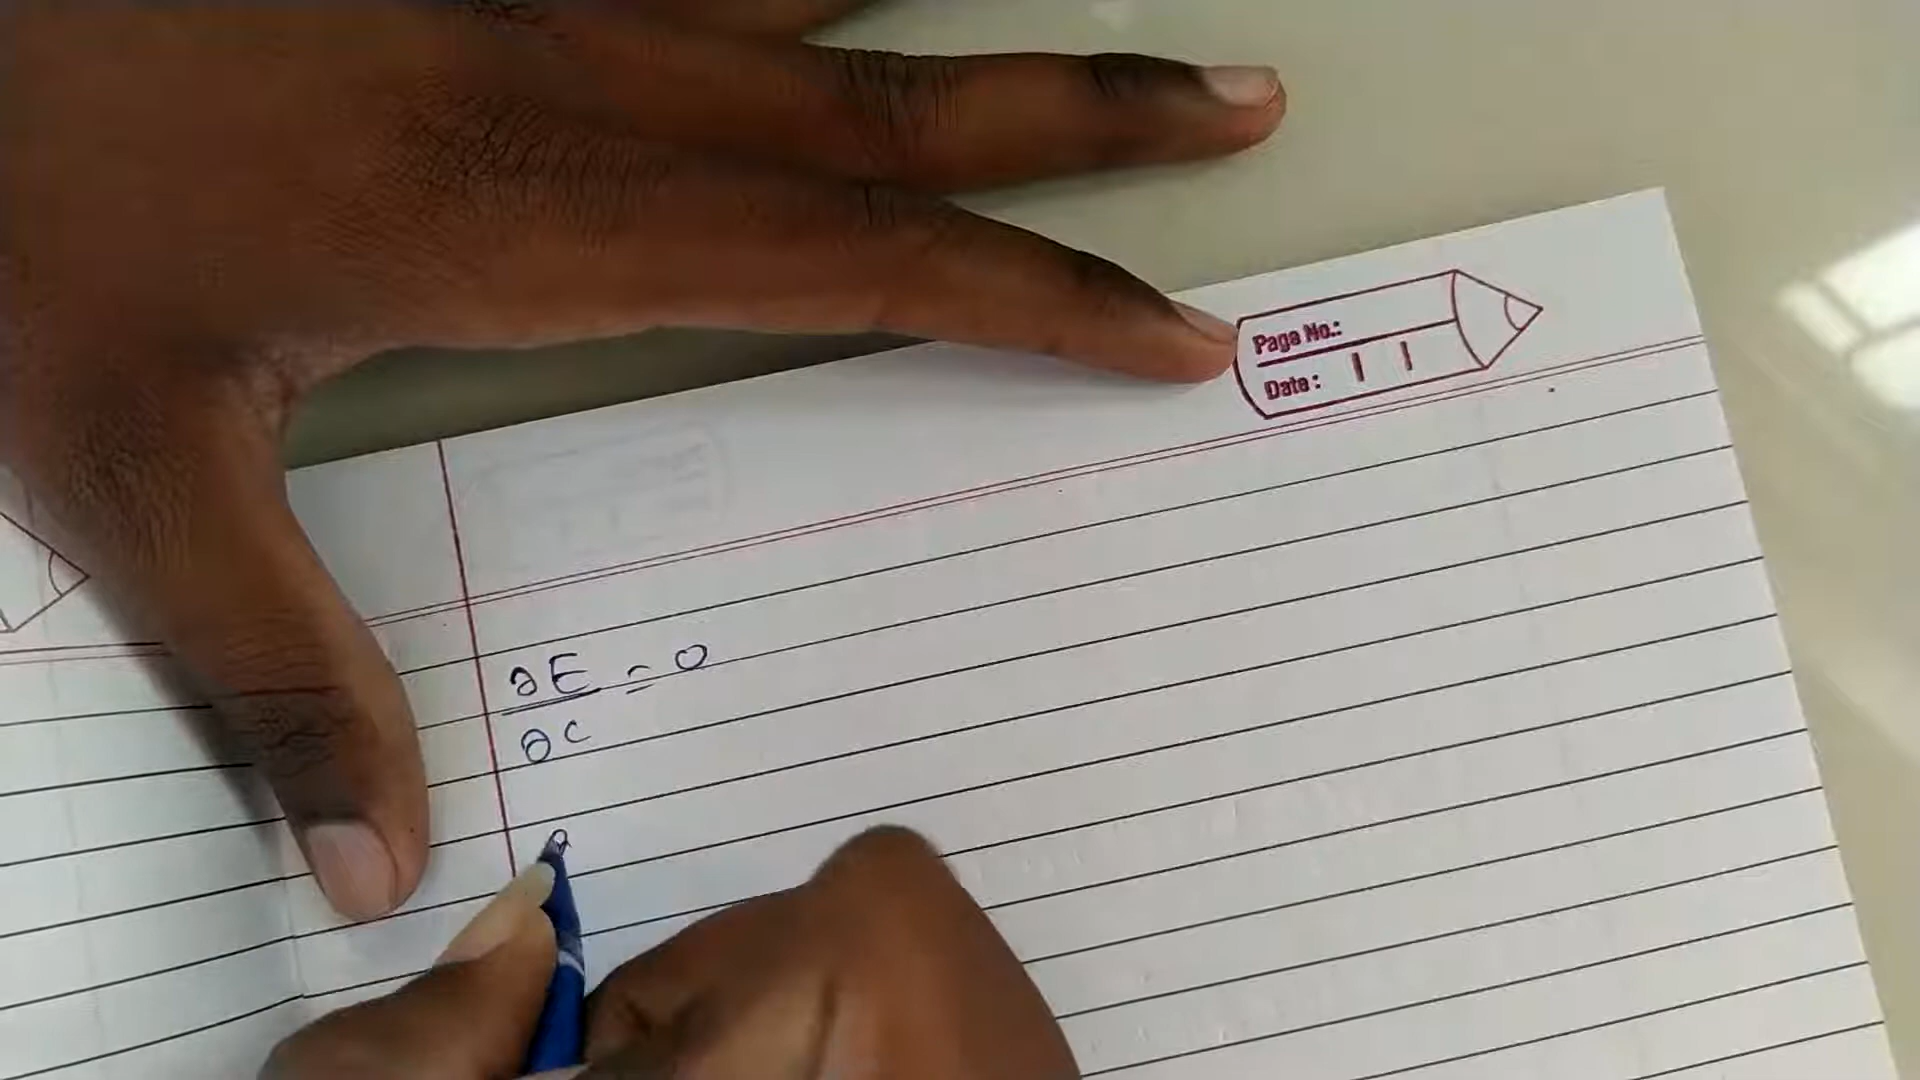 Page No.:
Date:
∂E = 0
∂c